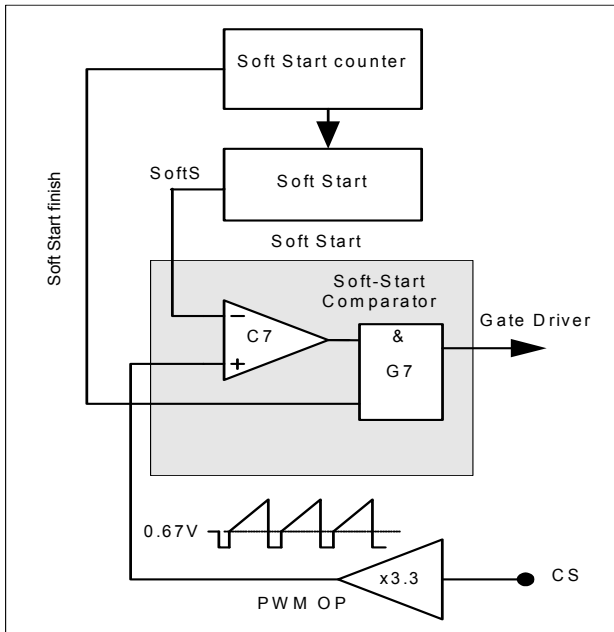 Soft Start counter
SoftS
Soft Start
Soft Start finish
Soft Start
Soft-Start
Comparator
Gate Driver
−
C7
+
&
G7
0.67V
x3.3
CS
PWM OP